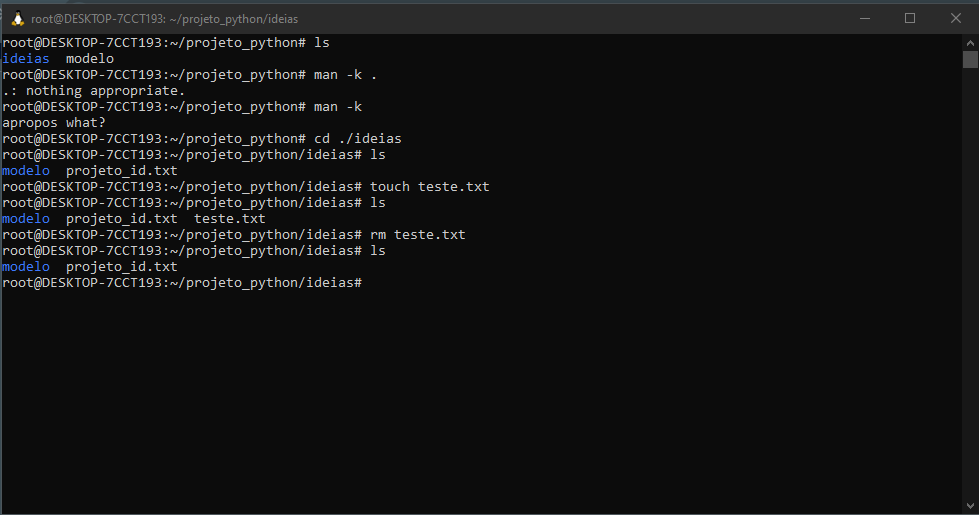 root@DESKTOP-7CCT193: ~/projeto_python/ideias
root@DESKTOP-7CCT193:~/projeto_python# ls
ideias  modelo
root@DESKTOP-7CCT193:~/projeto_python# man -k .
.: nothing appropriate.
root@DESKTOP-7CCT193:~/projeto_python# man -k
apropos what?
root@DESKTOP-7CCT193:~/projeto_python# cd ./ideias
root@DESKTOP-7CCT193:~/projeto_python/ideias# ls
modelo  projeto_id.txt
root@DESKTOP-7CCT193:~/projeto_python/ideias# touch teste.txt
root@DESKTOP-7CCT193:~/projeto_python/ideias# ls
modelo  projeto_id.txt  teste.txt
root@DESKTOP-7CCT193:~/projeto_python/ideias# rm teste.txt
root@DESKTOP-7CCT193:~/projeto_python/ideias# ls
modelo  projeto_id.txt
root@DESKTOP-7CCT193:~/projeto_python/ideias#